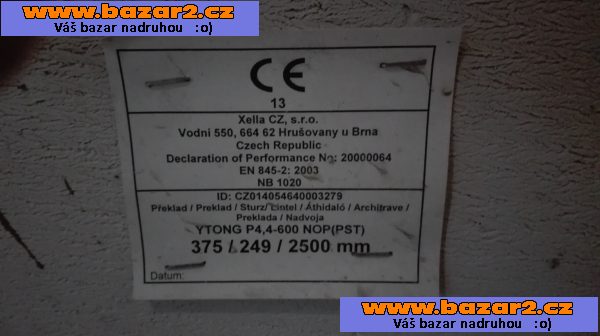 www.bazar2.cz
Váš bazar nadruhou :o)
CE
13
Xella CZ, s.r.o.
Vodní 550, 664 62 Hrušovany u Brna
Czech Republic
Declaration of Performance No: 20000064
EN 845-2: 2003
NB 1020
ID: CZ014054640003279
Překlad / Preklad / Sturz/ Lintel / Áthidaló / Architrave /
Preklada / Nadvoja
YTONG P4,4-600 NOP(PST)
375 / 249 / 2500 mm
Datum:
www.bazar2.cz
Váš bazar nadruhou :o)